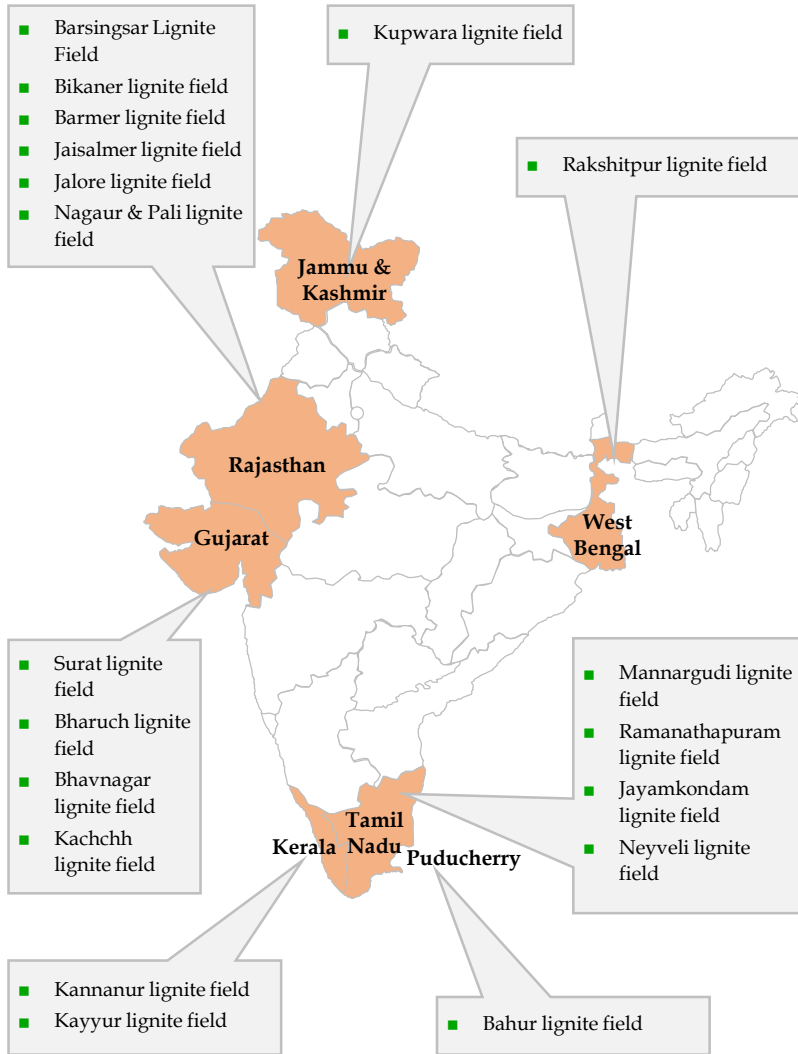 Barsingsar Lignite
Field
Bikaner lignite field
Barmer lignite field
Jaisalmer lignite field
Jalore lignite field
Nagaur & Pali lignite
field
Kupwara lignite field
Rakshitpur lignite field
Jammu &
Kashmir
Rajasthan
Gujarat
West
Bengal
Surat lignite
field
Bharuch lignite
field
Bhavnagar
lignite field
Kachchh
lignite field
Mannargudi lignite
field
Ramanathapuram
lignite field
Jayamkondam
lignite field
Neyveli lignite
field
Tamil
Nadu
Kerala
Puducherry
Kannanur lignite field
Kayyur lignite field
Bahur lignite field